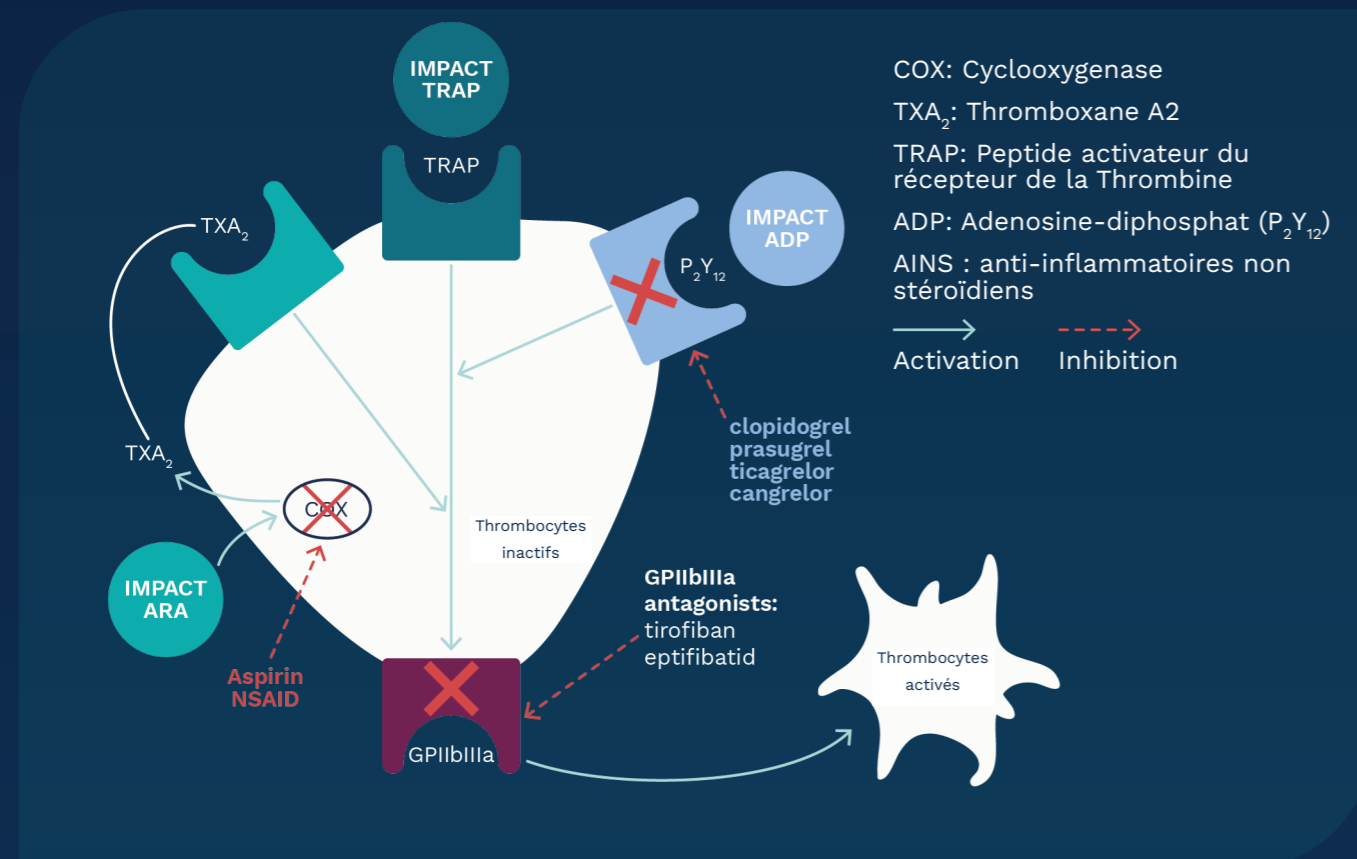 IMPACT
TRAP
TRAP
TXA2
P2Y12
IMPACT
ADP
COX: Cyclooxygenase
TXA2: Thromboxane A2
TRAP: Peptide activateur du
récepteur de la Thrombine
ADP: Adenosine-diphosphat (P2Y12)
AINS : anti-inflammatoires non
stéroïdiens
Activation
Inhibition
clopidogrel
prasugrel
ticagrelor
cangrelor
TXA2
COX
Thrombocytes
inactifs
IMPACT
ARA
Aspirin
NSAID
GPIIbIIIa
antagonists:
tirofiban
eptifibatid
Thrombocytes
activés
GPIIbIIIa